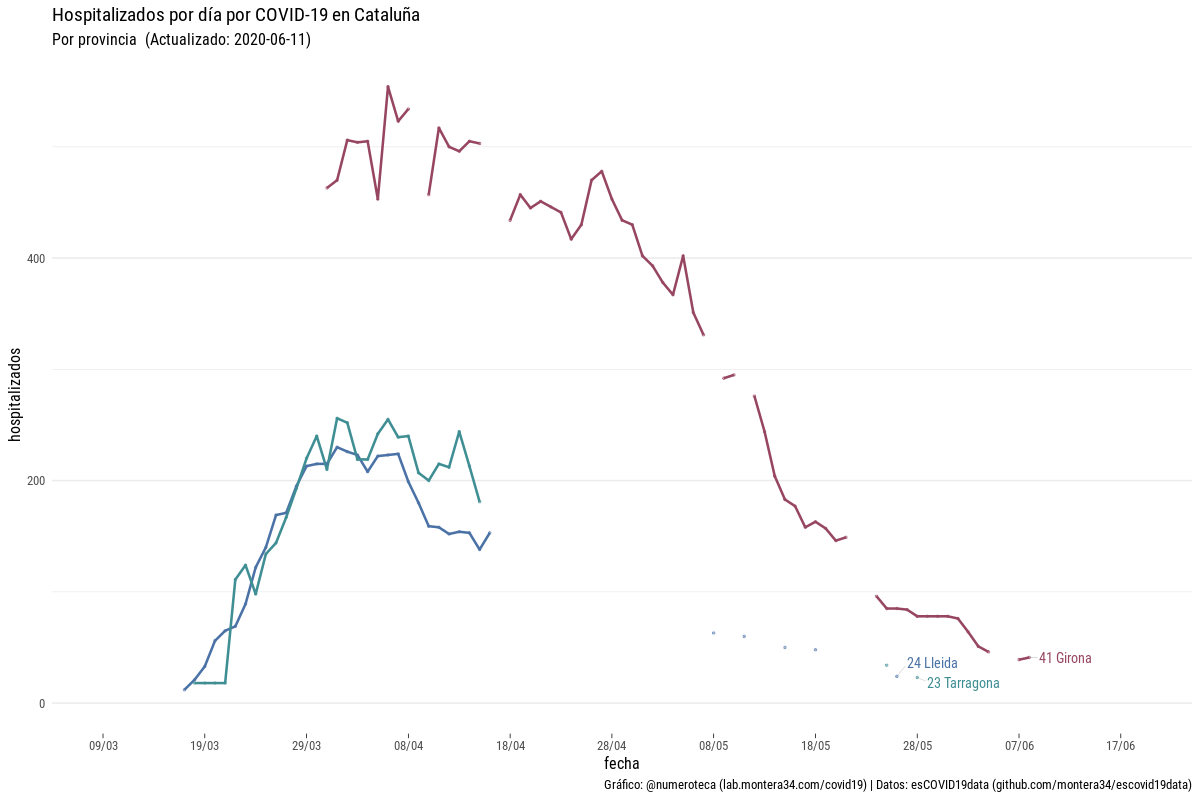 Hospitalizados por día por COVID-19 en Cataluña
Por provincia (Actualizado: 2020-06-11)
hospitalizados
400
200
0
24 Lleida
41 Girona
23 Tarragona
09/03
19/03
29/03
08/04
18/04
28/04
08/05
18/05
28/05
07/06
17/06
fecha
Gráfico: @numeroteca (lab.montera34.com/covid19) | Datos: esCOVID19data (github.com/montera34/escovid19data)